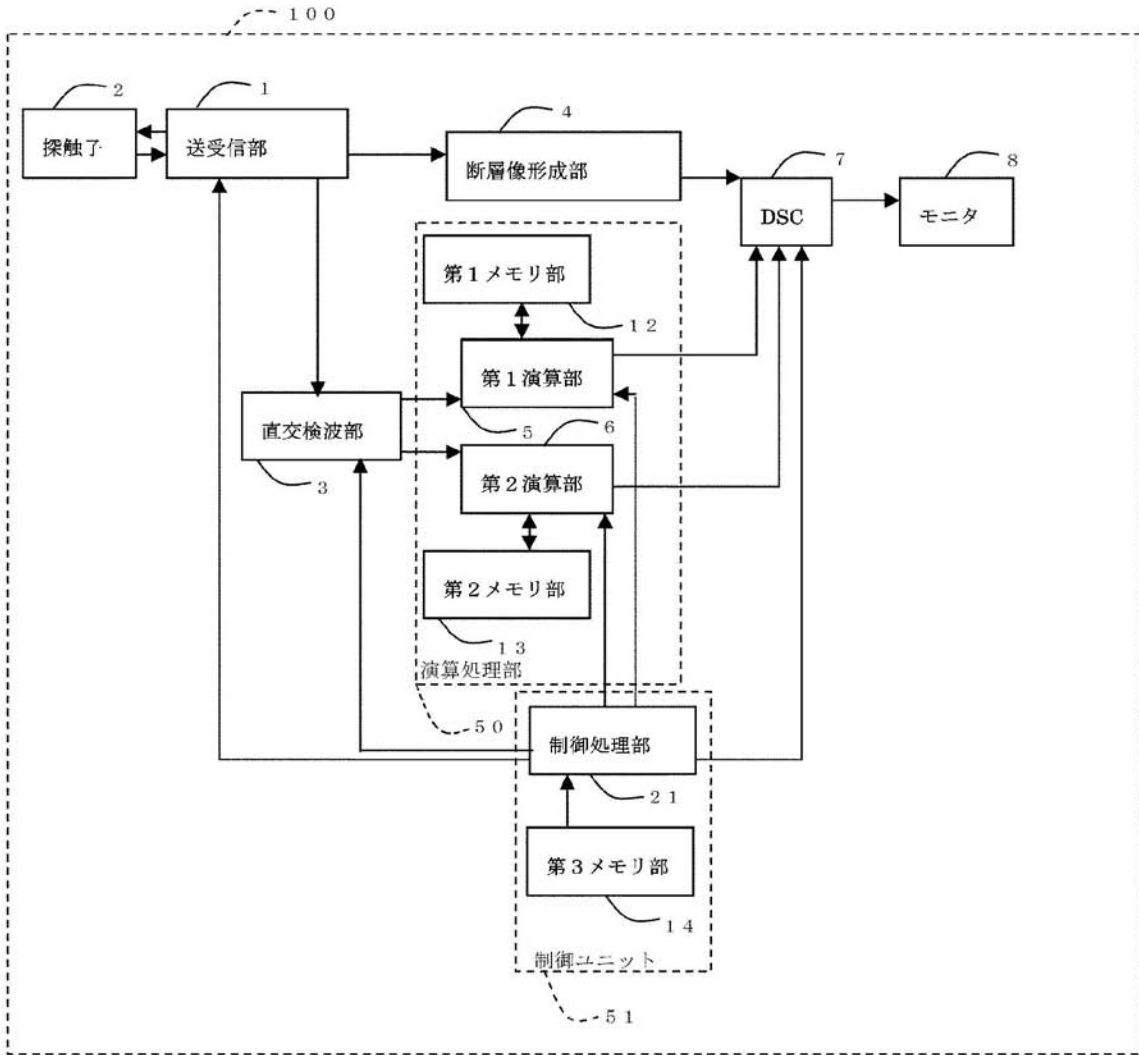 １００
２
探触子
１
送受信部
４
断層像形成部
７
DSC
８
モニタ
第１メモリ部
１２
第１演算部
５
直交検波部
３
６
第２演算部
第２メモリ部
１３
演算処理部
５０
制御処理部
２１
第３メモリ部
１４
制御ユニット
５１